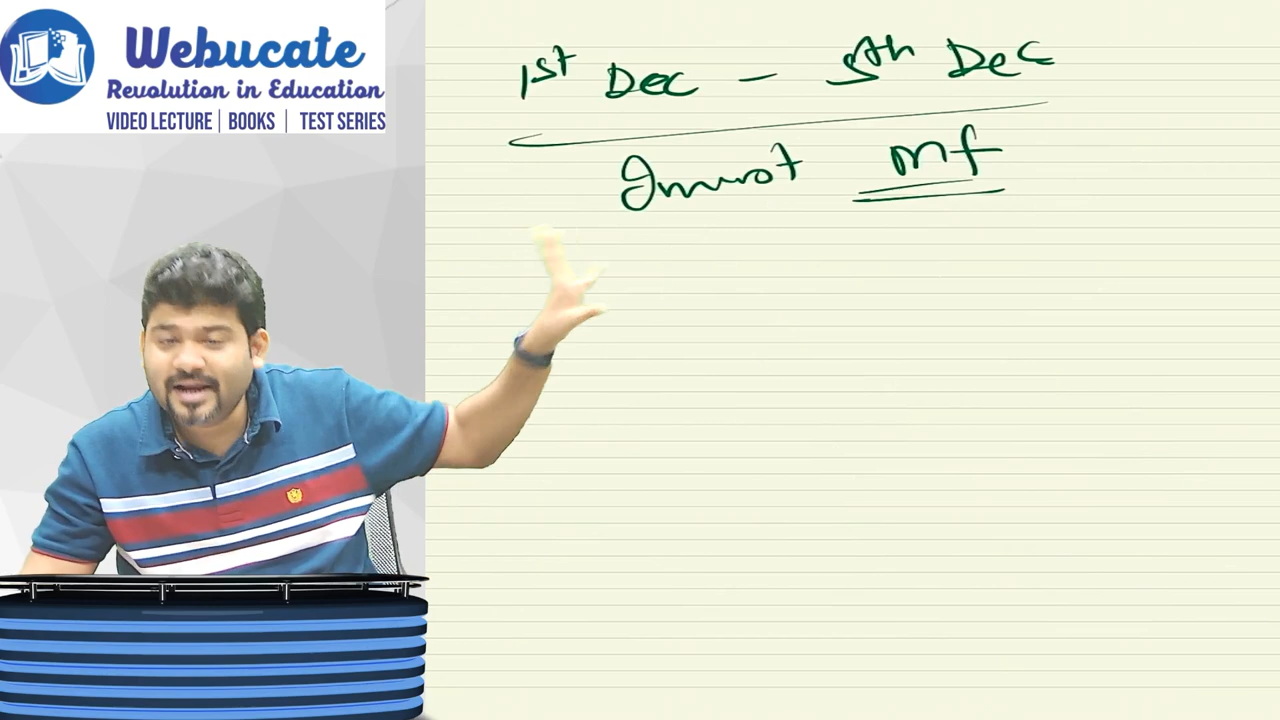 Webucate
Revolution in Education
VIDEO LECTURE | BOOKS | TEST SERIES
1st Dec - 5th Dec
Invest MF